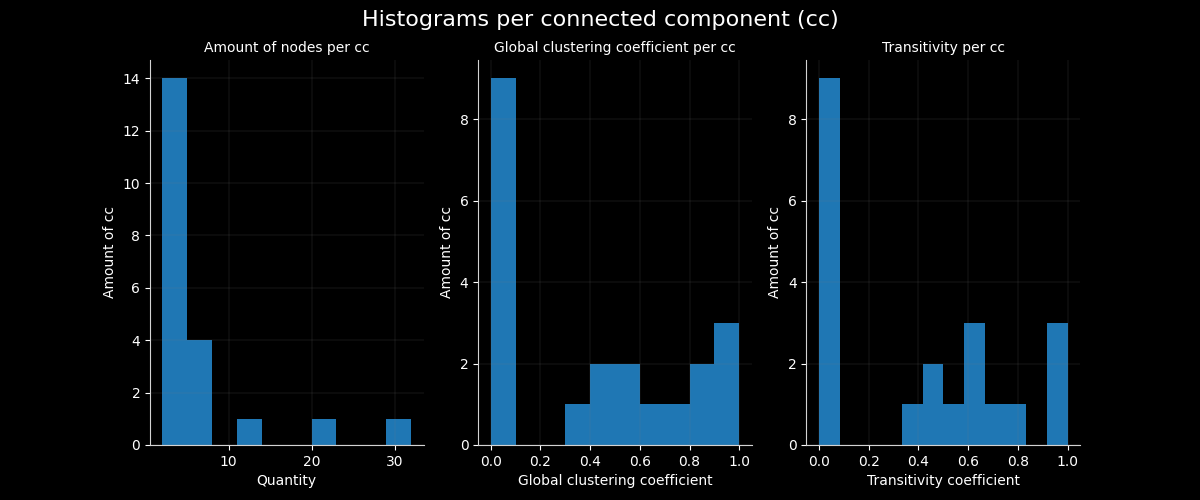 Histograms per connected component (cc)
Amount of nodes per cc
Global clustering coefficient per cc
Transitivity per cc
Amount of cc
14
12
10
8
6
4
2
0
10 20 30
Quantity
Amount of cc
8
6
4
2
0
0.0 0.2 0.4 0.6 0.8 1.0
Global clustering coefficient
Amount of cc
8
6
4
2
0
0.0 0.2 0.4 0.6 0.8 1.0
Transitivity coefficient